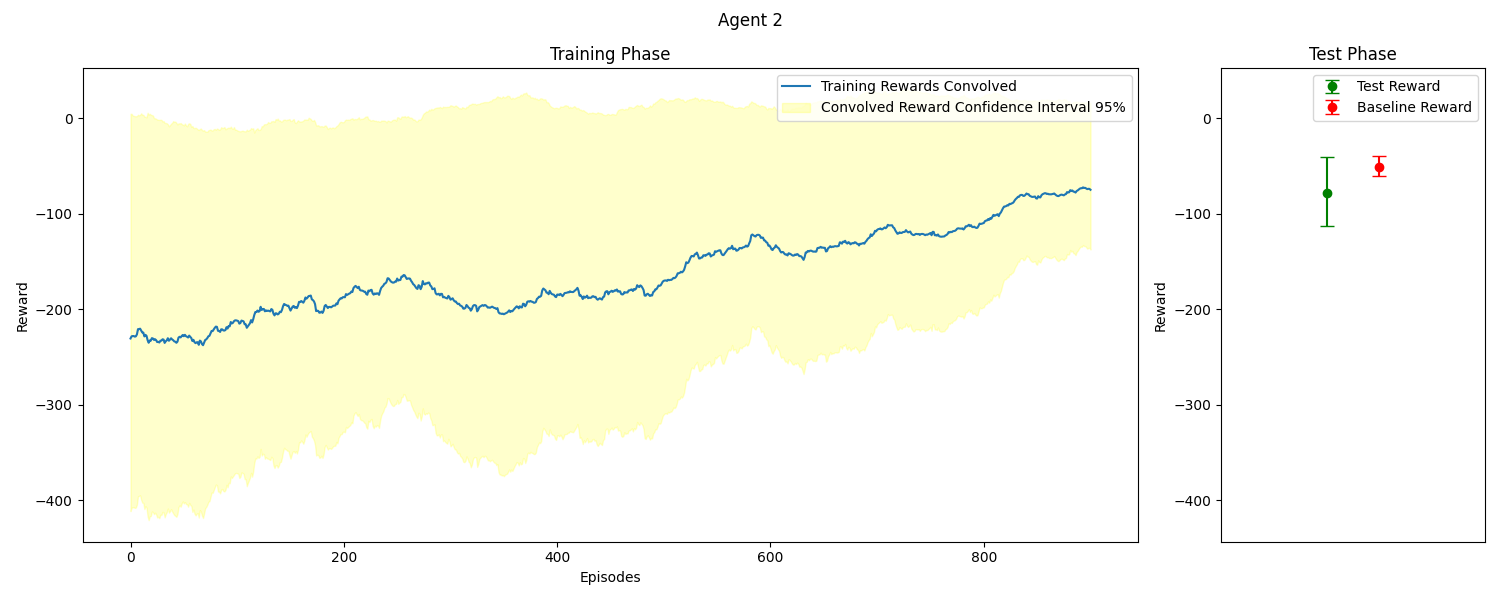 Agent 2
Training Phase
Training Rewards Convolved
Convolved Reward Confidence Interval 95%
Reward
0
−100
−200
−300
−400
0
200
400
600
800
Episodes
Test Phase
Test Reward
Baseline Reward
Reward
0
−100
−200
−300
−400